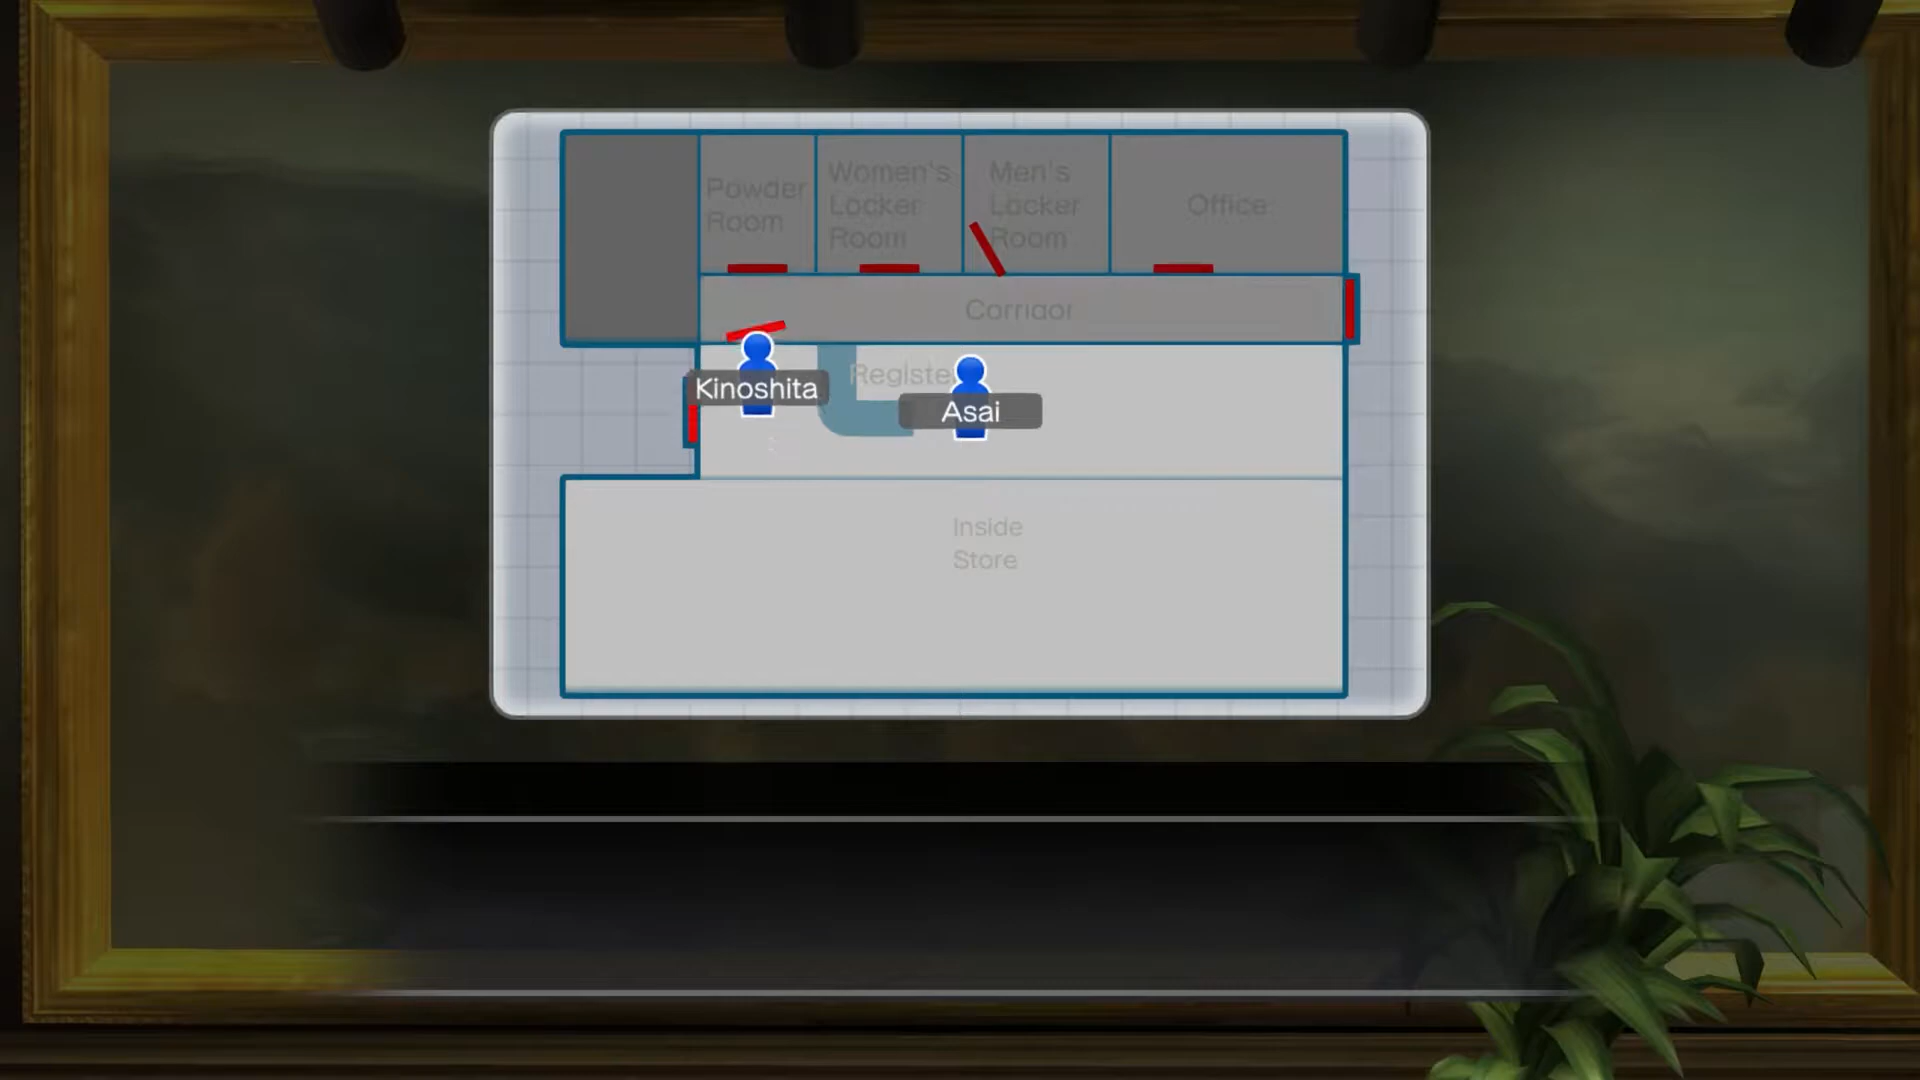 Powder
Room
Women's
Locker
Room
Men's
Locker
Room
Office
Corridor
Kinoshita
Register
Asai
Inside
Store